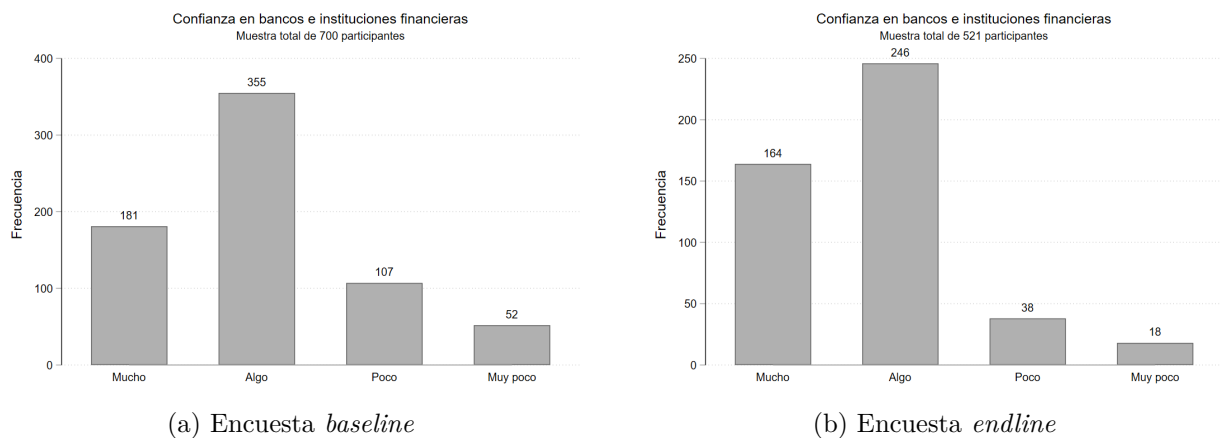 Confianza en bancos e instituciones financieras
Muestra total de 700 participantes
Frecuencia
400
300
200
100
0
181
355
107
52
Mucho Algo Poco Muy poco
(a) Encuesta baseline
Confianza en bancos e instituciones financieras
Muestra total de 521 participantes
Frecuencia
250
200
150
100
50
0
164
246
38
18
Mucho Algo Poco Muy poco
(b) Encuesta endline